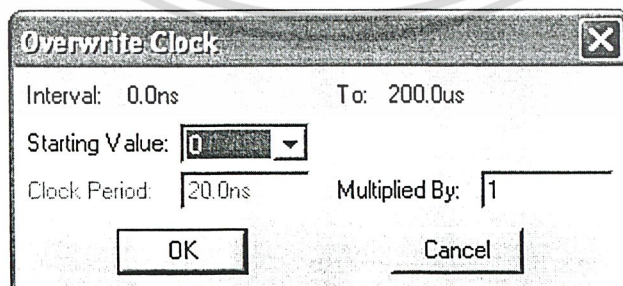 Overwrite Clock
Interval: 0.0ns To: 200.0us
Starting Value: 0
Clock Period: 20.0ns Multiplied By: 1
OK Cancel